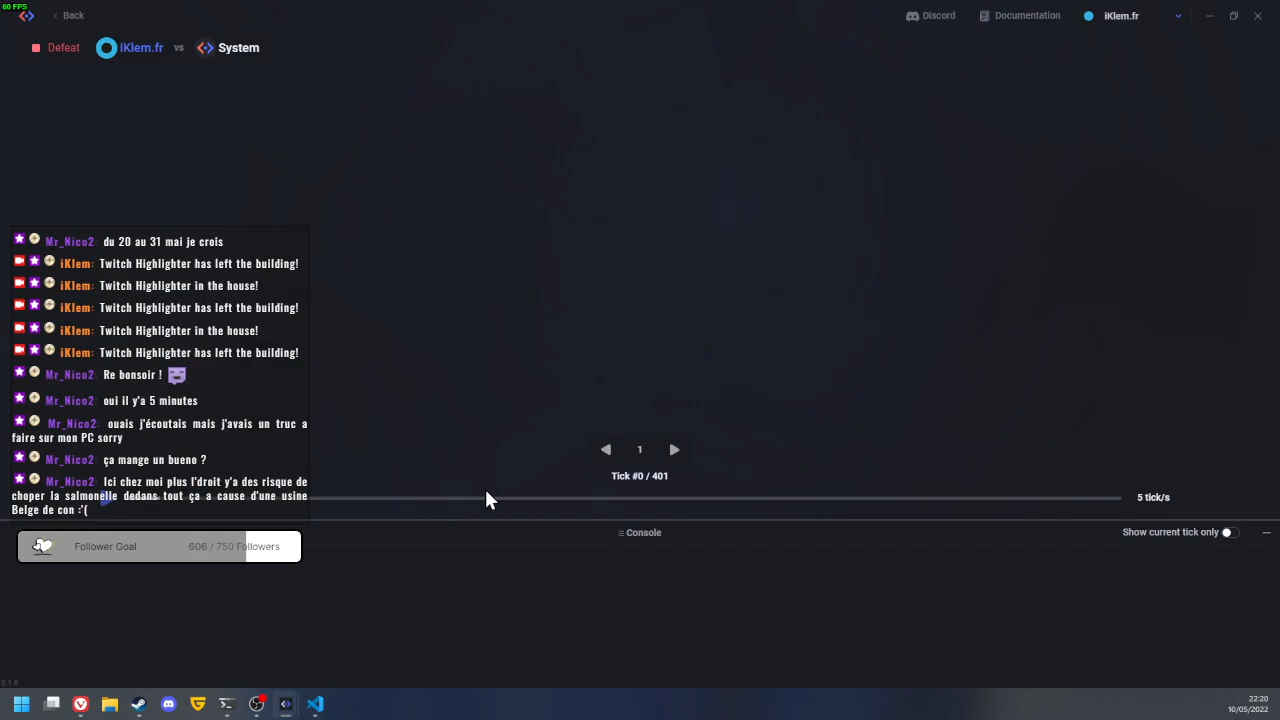 60 FPS
Back
Discord
Documentation
iKlem.fr
Defeat
iKlem.fr
vs
System
Mr_Nico2: du 20 au 31 mai je crois
iKlem: Twitch Highlighter has left the building!
iKlem: Twitch Highlighter in the house!
iKlem: Twitch Highlighter has left the building!
iKlem: Twitch Highlighter in the house!
iKlem: Twitch Highlighter has left the building!
Mr_Nico2: Re bonsoir !
Mr_Nico2: oui il y'a 5 minutes
Mr_Nico2: ouais j'écoutais mais j'avais un truc a
faire sur mon PC sorry
Mr_Nico2: ça mange un bueno ?
Mr_Nico2: Ici chez moi plus l'droit y'a des risque de
choper la salmonelle dedans tout ça a cause d'une usine
Belge de con :'(
1
Tick #0 / 401
5 tick/s
Follower Goal 606 / 750 Followers
Console
Show current tick only
0.1.8
22:20
10/05/2022